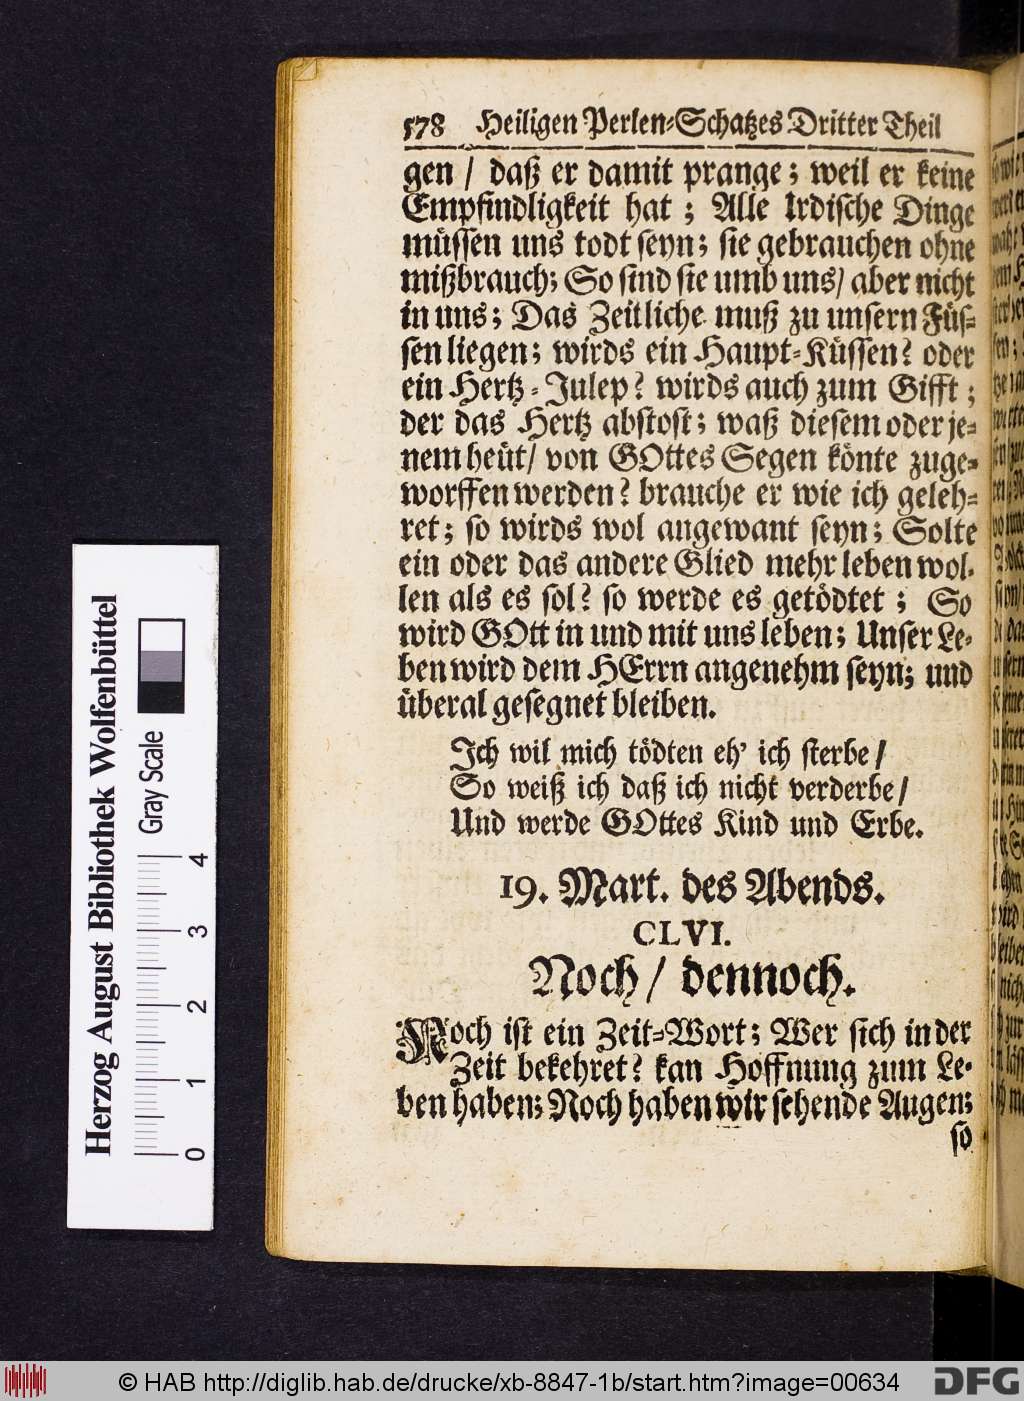 578 Heiligen Perlen-Schatzes Dritter Theil
gen / daß er damit prange; weil er keine
Empfindligkeit hat; Alle Irdische Dinge
müssen uns todt seyn; sie gebrauchen ohne
mißbrauch; So sind sie umb uns/ aber nicht
in uns; Das Zeitliche muß zu unsern Füs-
sen liegen; wirds ein Haupt-Küssen? oder
ein Hertz-Julep? wirds auch zum Gifft;
der das Hertz abstost; waß diesem oder je-
nem heüt/ von GOttes Segen könte zuge-
worffen werden? brauche er wie ich geleh-
ret; so wirds wol angewant seyn; Solte
ein oder das andere Glied mehr leben wol-
len als es sol? so werde es getödtet; So
wird GOtt in und mit uns leben; Unser Le-
ben wird dem HErrn angenehm seyn; und
überal gesegnet bleiben.
Ich wil mich tödten eh' ich sterbe/
So weiß ich daß ich nicht verderbe/
Und werde GOttes Kind und Erbe.
19. Mart. des Abends.
CLVI.
Noch/ dennoch.
Noch ist ein Zeit-Wort; Wer sich in der
Zeit bekehret? kan Hoffnung zum Le-
ben haben; Noch haben wir sehende Augen;
so
Herzog August Bibliothek Wolfenbüttel
Gray Scale
0 1 2 3 4
© HAB http://diglib.hab.de/drucke/xb-8847-1b/start.htm?image=00634
DFG